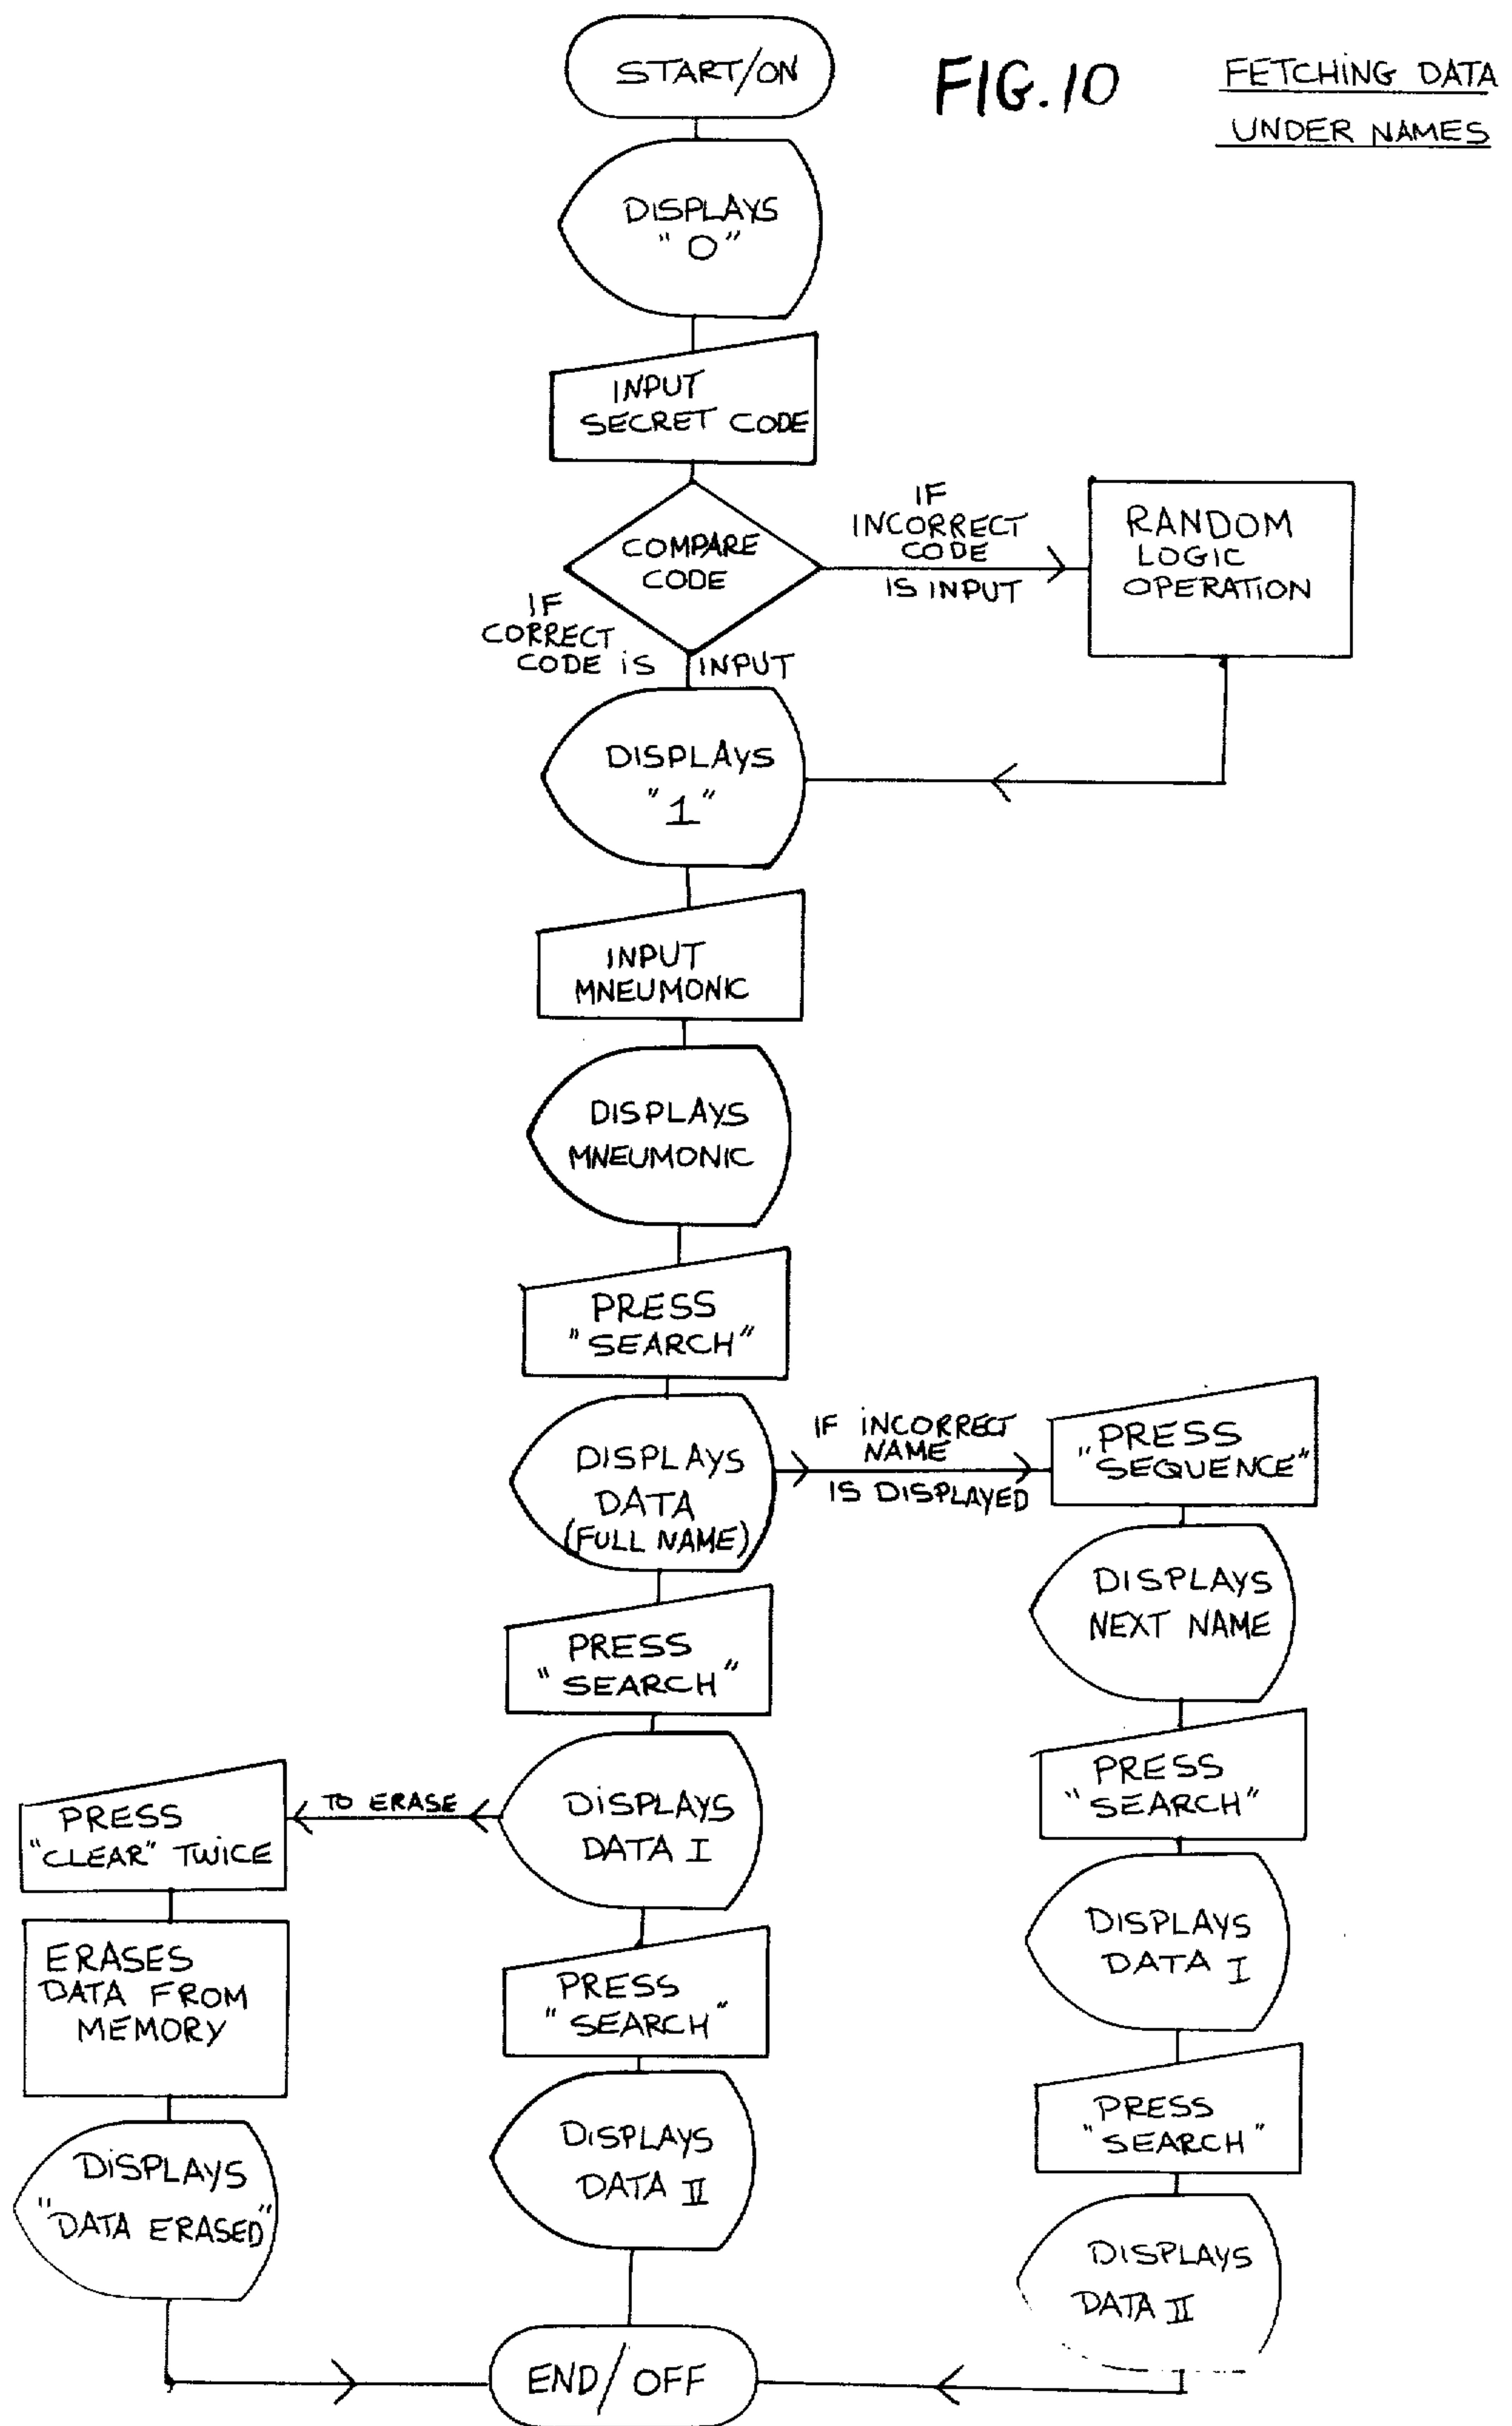 START/ON
FIG.10
FETCHING DATA
UNDER NAMES
DISPLAYS
"0"
INPUT
SECRET CODE
COMPARE
CODE
IF
INCORRECT
CODE
IS INPUT
RANDOM
LOGIC
OPERATION
IF
CORRECT
CODE IS INPUT
DISPLAYS
"1"
INPUT
MNEUMONIC
DISPLAYS
MNEUMONIC
PRESS
"SEARCH"
DISPLAYS
DATA
(FULL NAME)
IF INCORRECT
NAME
IS DISPLAYED
"PRESS
SEQUENCE"
DISPLAYS
NEXT NAME
PRESS
"SEARCH"
DISPLAYS
DATA I
PRESS
"SEARCH"
DISPLAYS
DATA II
PRESS
"SEARCH"
DISPLAYS
DATA I
TO ERASE
PRESS
"CLEAR" TWICE
ERASES
DATA FROM
MEMORY
DISPLAYS
"DATA ERASED"
PRESS
"SEARCH"
DISPLAYS
DATA II
END/OFF